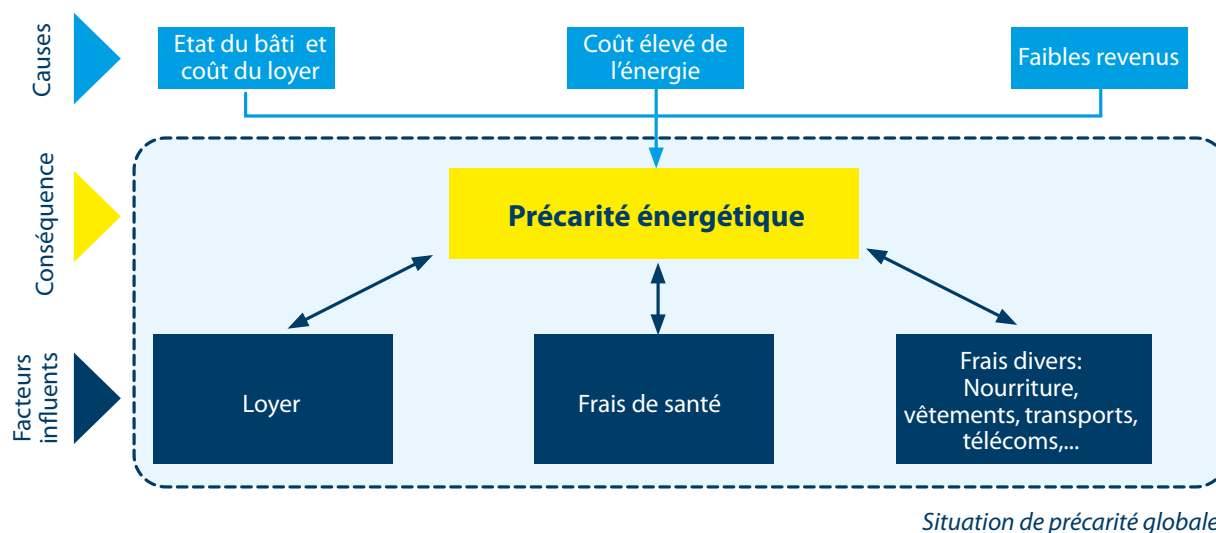 Causes
Etat du bâti et
coût du loyer
Coût élevé de
l'énergie
Faibles revenus
Conséquence
Précarité énergétique
Facteurs
influents
Loyer
Frais de santé
Frais divers:
Nourriture,
vêtements, transports,
télécoms,...
Situation de précarité globale